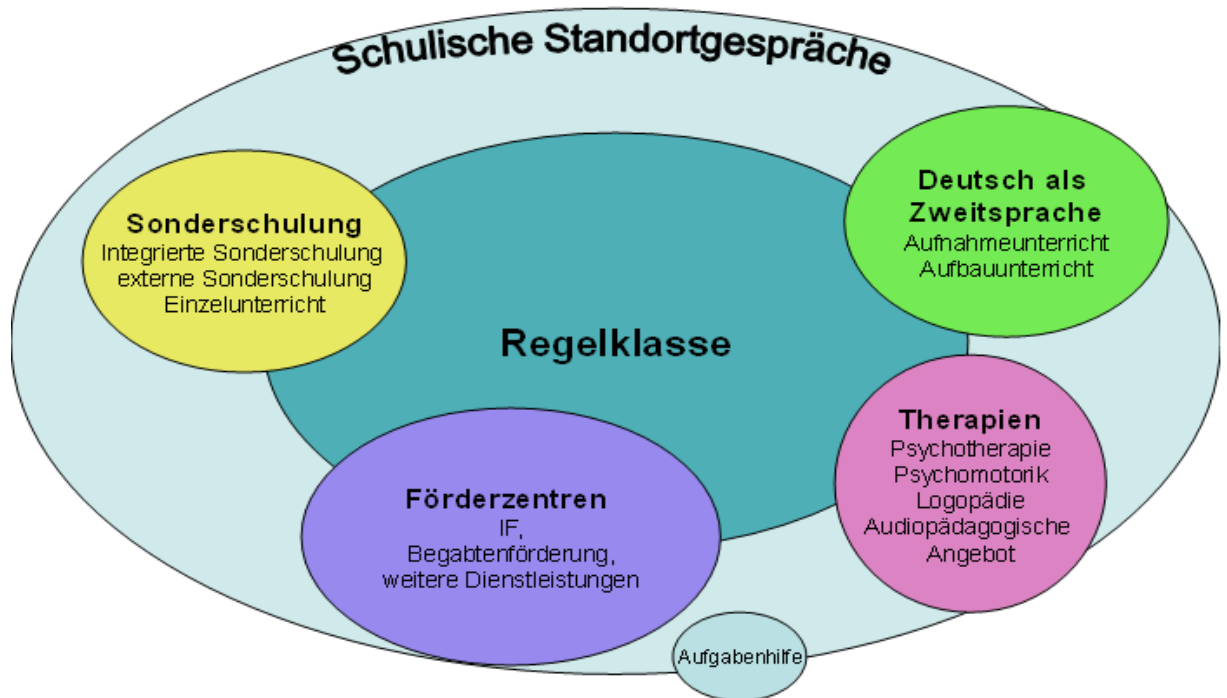 Schulische Standortgespräche
Sonderschulung
Integrierte Sonderschulung
externe Sonderschulung
Einzelunterricht
Deutsch als
Zweitsprache
Aufnahmeunterricht
Aufbauunterricht
Regelklasse
Förderzentren
IF,
Begabtenförderung,
weitere Dienstleistungen
Therapien
Psychotherapie
Psychomotorik
Logopädie
Audiopädagogische
Angebot
Aufgabenhilfe